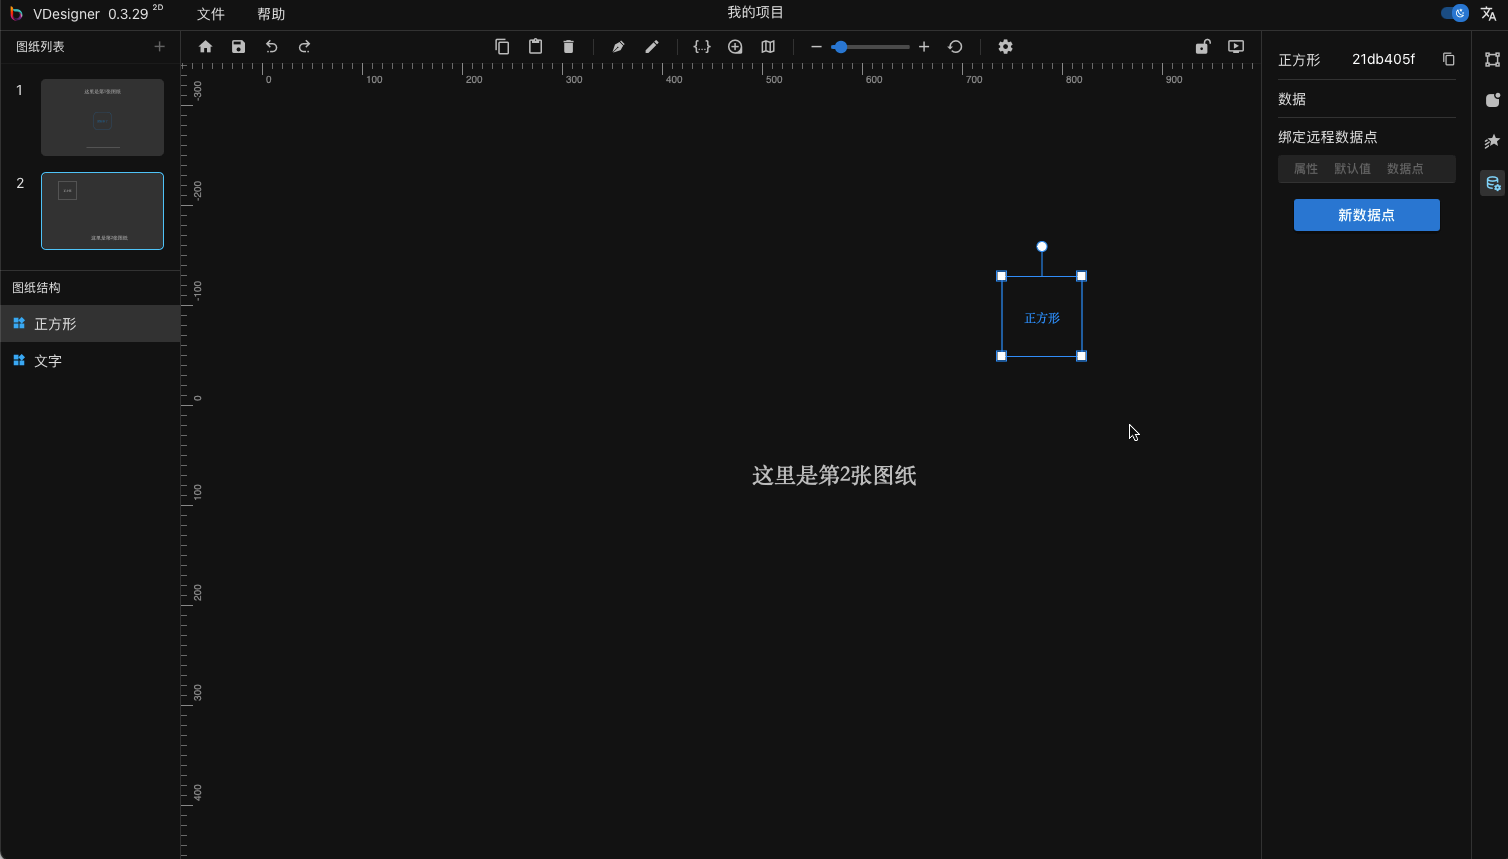 VDesigner 0.3.29 2D 文件 帮助 我的项目
图纸列表
1
这里是第1张图纸
2
这里是第2张图纸
图纸结构
正方形
文字
0 100 200 300 400 500 600 700 800 900
-300
-200
-100
0
100
200
300
400
正方形
这里是第2张图纸
正方形 21db405f
数据
绑定远程数据点
属性 默认值 数据点
新数据点